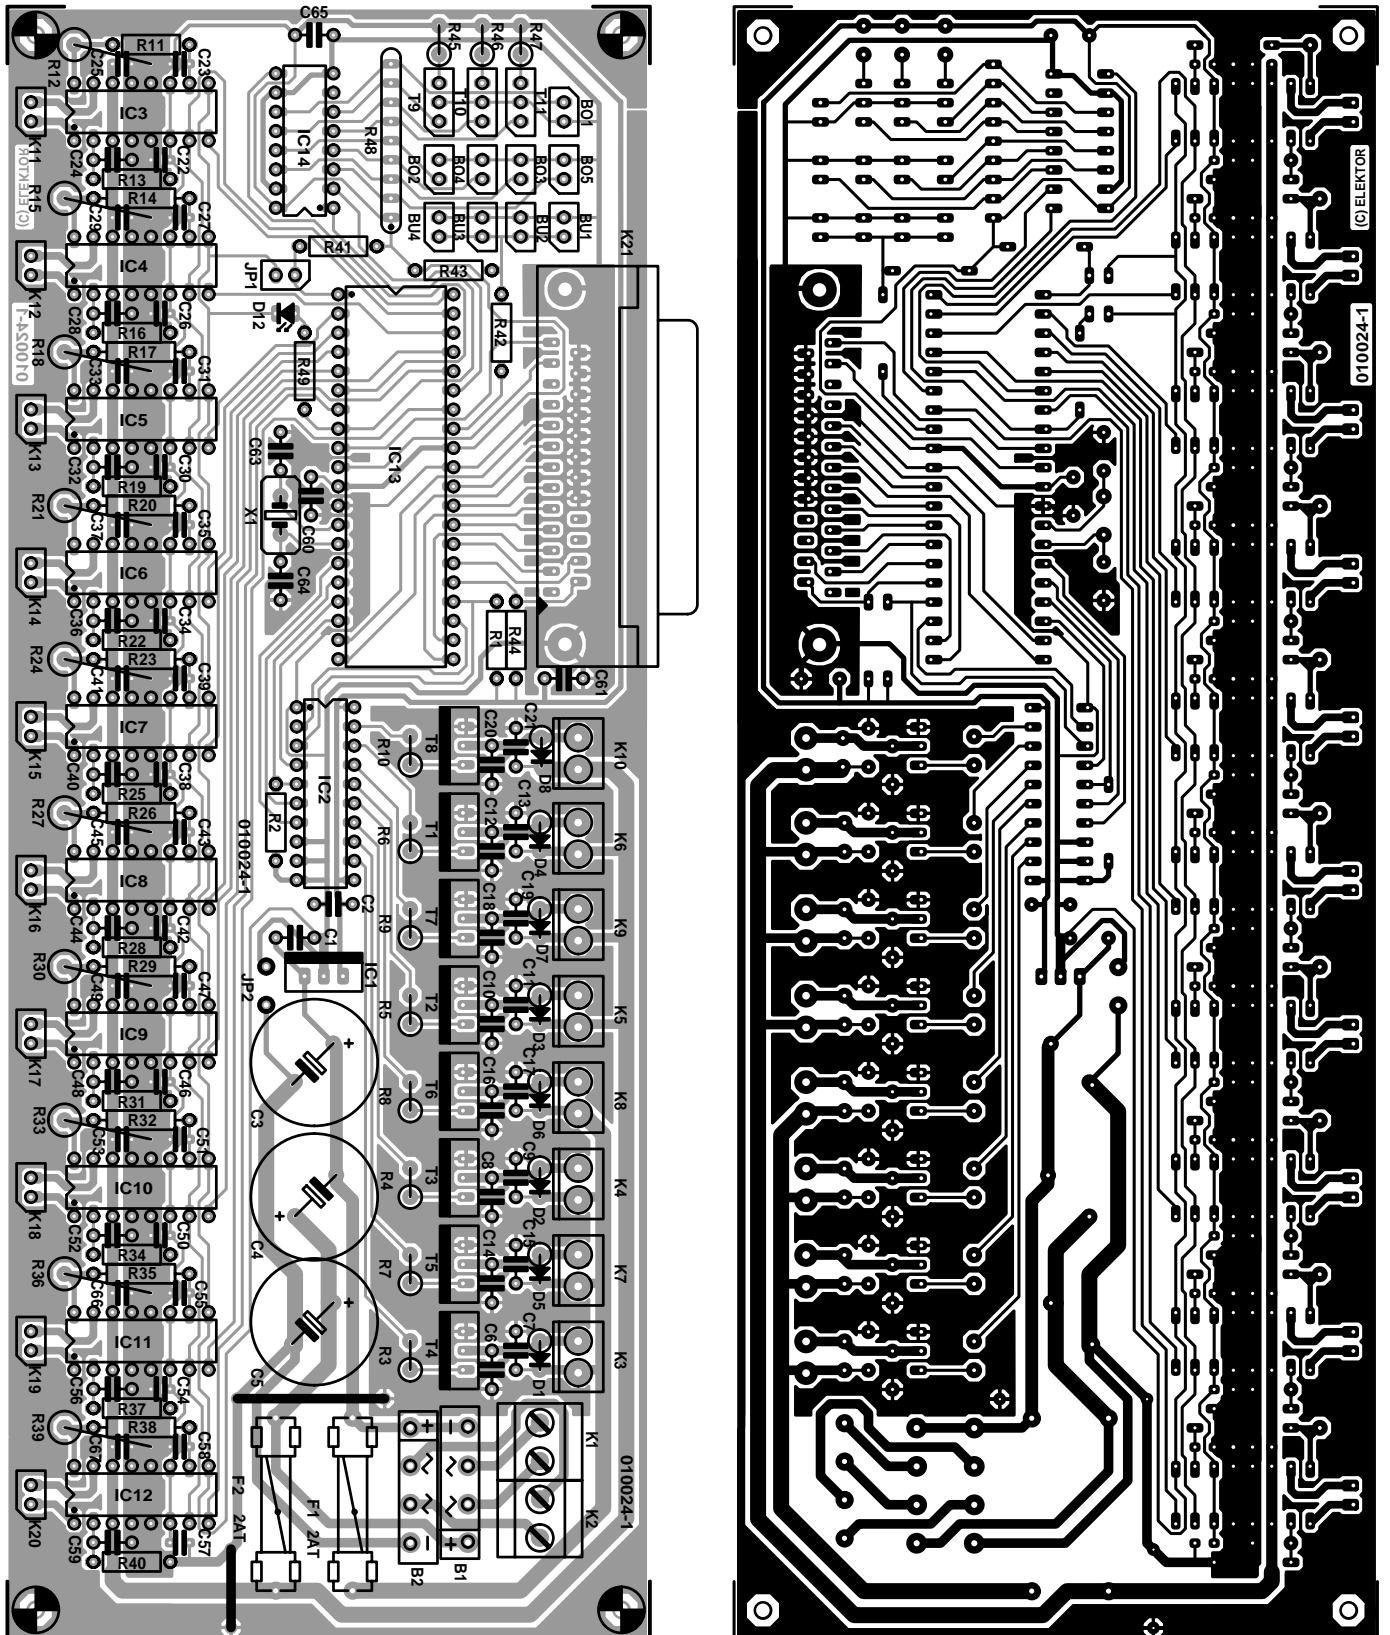 C65
R11
C25
C23
R12
R45
R46
R47
IC3
K11
C24
C22
R13
R15
R14
C29
C27
IC14
R48
T9
T10
T11
BO1
BO2
BO4
BO3
BO5
BU4
BU3
BU2
BU1
K21
(C) ELEKTOR
IC4
K12
C28
C26
R16
R18
R17
C33
C31
R41
JP1
R43
D12
R42
R49
010024-1
IC5
K13
C32
C30
R19
R21
R20
C37
C35
C63
X1
C60
C64
IC13
IC6
K14
C36
C34
R22
R24
R23
C41
C39
R1
R44
C61
IC7
K15
C40
C38
R25
R27
R26
C45
C43
R10
T8
C20
C21
D8
K10
IC2
R2
R6
T1
C12
C13
D4
K6
010024-1
IC8
K16
C44
C42
R28
R30
R29
C49
C47
C2
C1
R9
T7
C18
C19
D7
K9
IC1
JP2
R5
T2
C10
C11
D3
K5
IC9
K17
C48
C46
R31
R33
R32
C53
C51
C3
+
R8
T6
C16
C17
D6
K8
IC10
K18
C52
C50
R34
R36
R35
C66
C55
C4
+
R4
T3
C8
C9
D2
K4
R7
T5
C14
C15
D5
K7
IC11
K19
C56
C54
R37
R39
R38
C67
C58
C5
+
R3
T4
C6
C7
D1
K3
IC12
K20
C59
C57
R40
F2 2AT
F1 2AT
+
~
~
-
B2
-
~
~
+
B1
K1
K2
010024-1
(C) ELEKTOR
010024-1